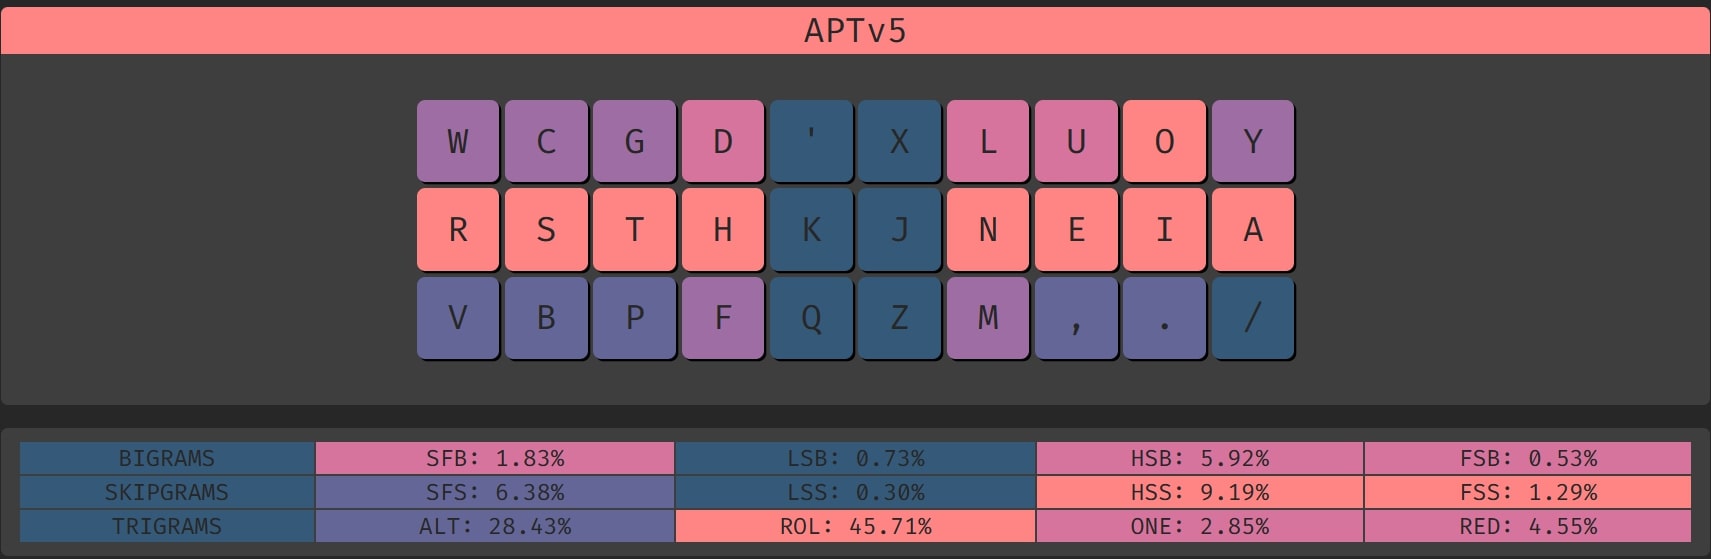 APTv5
W C G D ' X L U O Y
R S T H K J N E I A
V B P F Q Z M , . /
BIGRAMS SFB: 1.83% LSB: 0.73% HSB: 5.92% FSB: 0.53%
SKIPGRAMS SFS: 6.38% LSS: 0.30% HSS: 9.19% FSS: 1.29%
TRIGRAMS ALT: 28.43% ROL: 45.71% ONE: 2.85% RED: 4.55%